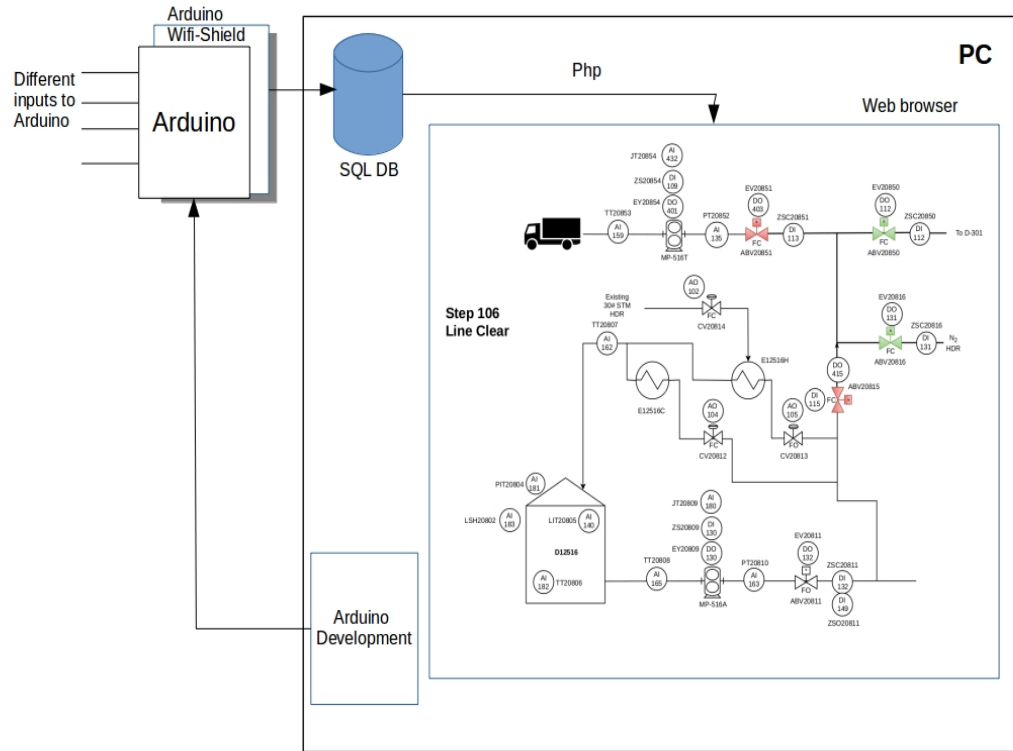 Arduino
Wifi-Shield
Different
inputs to
Arduino
Arduino
SQL DB
Php
PC
Web browser
Arduino
Development
Step 106
Line Clear
JT20854
AI
432
ZS20854
DI
109
EY20854
DO
401
TT20853
AI
159
MP-516T
PT20852
AI
135
EV20851
DO
403
FC
ABV20851
ZSC20851
DI
113
EV20850
DO
112
FC
ABV20850
ZSC20850
DI
112
To D-301
Existing
30# STM
HDR
AO
102
FC
CV20814
EV20816
DO
131
FC
ABV20816
ZSC20816
DI
131
N2
HDR
TT20807
AI
162
E12516C
E12516H
DO
415
ABV20815
DI
115
FC
AO
104
FC
CV20812
AO
105
FO
CV20813
PIT20804
AI
181
LSH20802
AI
183
LIT20805
AI
140
D12516
AI
182
TT20806
JT20809
AI
180
ZS20809
DI
130
EY20809
DO
130
TT20808
AI
165
MP-516A
PT20810
AI
163
EV20811
DO
132
FO
ABV20811
ZSC20811
DI
132
DI
149
ZSO20811